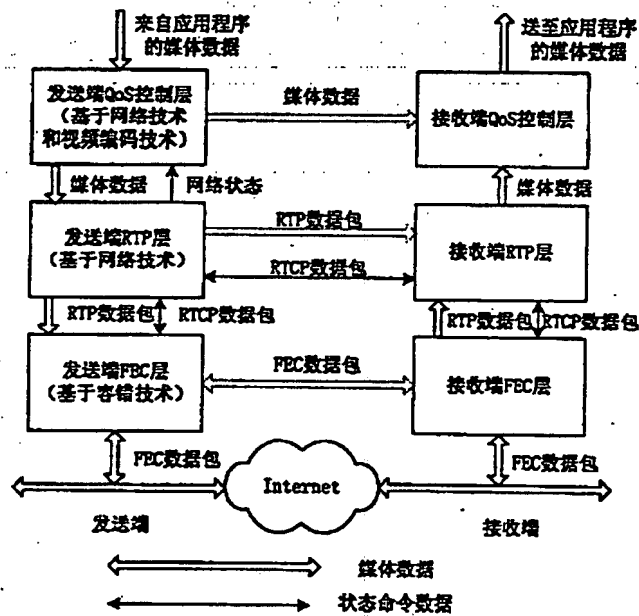 来自应用程序
的媒体数据
送至应用程序
的媒体数据
发送端QoS控制层
(基于网络技术
和视频编码技术)
媒体数据
接收端QoS控制层
媒体数据
网络状态
媒体数据
发送端RTP层
(基于网络技术)
RTP数据包
RTCP数据包
接收端RTP层
RTP数据包
RTCP数据包
RTP数据包
RTCP数据包
发送端FEC层
(基于容错技术)
FEC数据包
接收端FEC层
FEC数据包
FEC数据包
Internet
发送端
接收端
媒体数据
状态命令数据